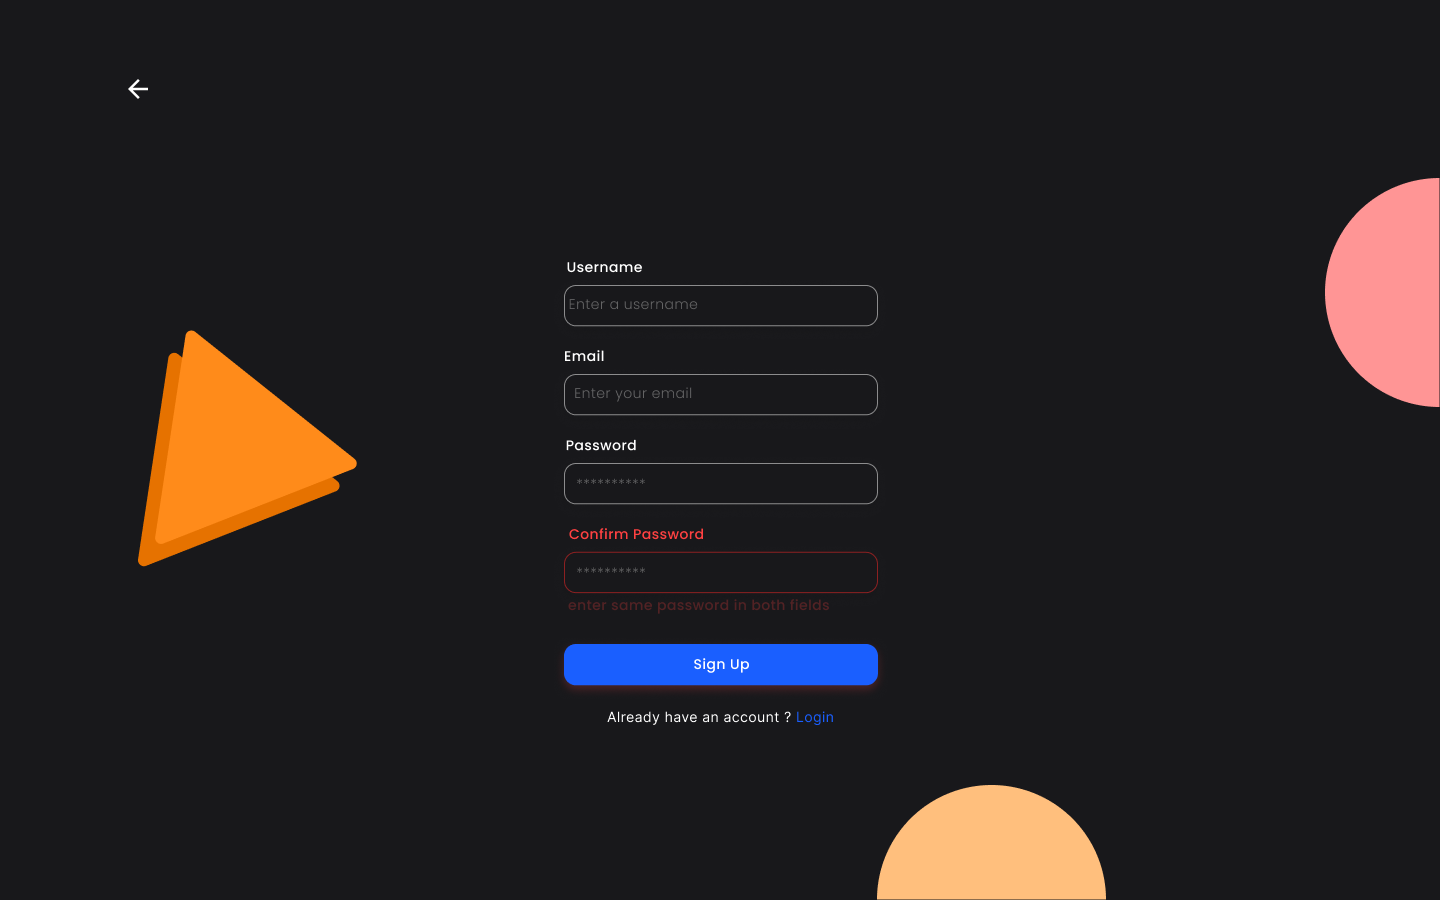 Username
Enter a username
Email
Enter your email
Password
**********
Confirm Password
**********
enter same password in both fields
Sign Up
Already have an account ? Login